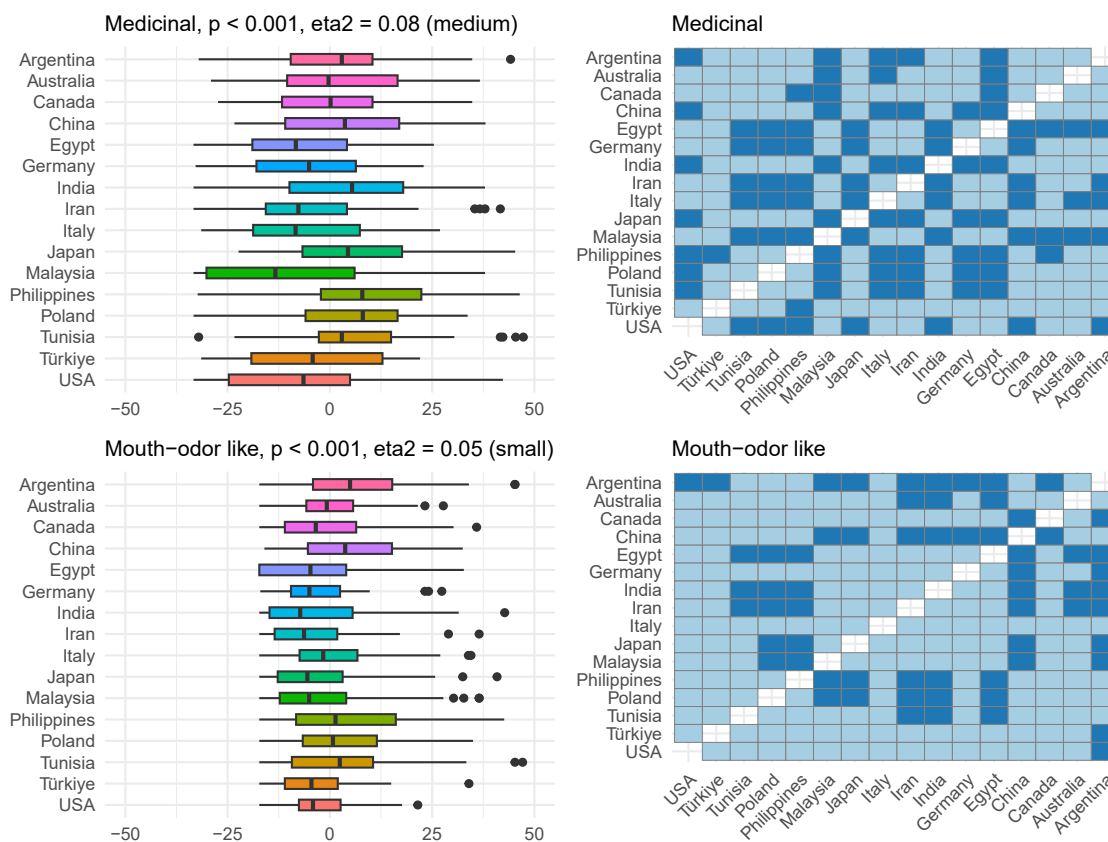 Medicinal, p < 0.001, eta2 = 0.08 (medium)
Argentina
Australia
Canada
China
Egypt
Germany
India
Iran
Italy
Japan
Malaysia
Philippines
Poland
Tunisia
Türkiye
USA
−50 −25 0 25 50
Medicinal
Argentina
Australia
Canada
China
Egypt
Germany
India
Iran
Italy
Japan
Malaysia
Philippines
Poland
Tunisia
Türkiye
USA
USA Türkiye Tunisia Poland Philippines Malaysia Japan Italy Iran India Germany Egypt China Canada Australia Argentina
Mouth−odor like, p < 0.001, eta2 = 0.05 (small)
Argentina
Australia
Canada
China
Egypt
Germany
India
Iran
Italy
Japan
Malaysia
Philippines
Poland
Tunisia
Türkiye
USA
−50 −25 0 25 50
Mouth−odor like
Argentina
Australia
Canada
China
Egypt
Germany
India
Iran
Italy
Japan
Malaysia
Philippines
Poland
Tunisia
Türkiye
USA
USA Türkiye Tunisia Poland Philippines Malaysia Japan Italy Iran India Germany Egypt China Canada Australia Argentina